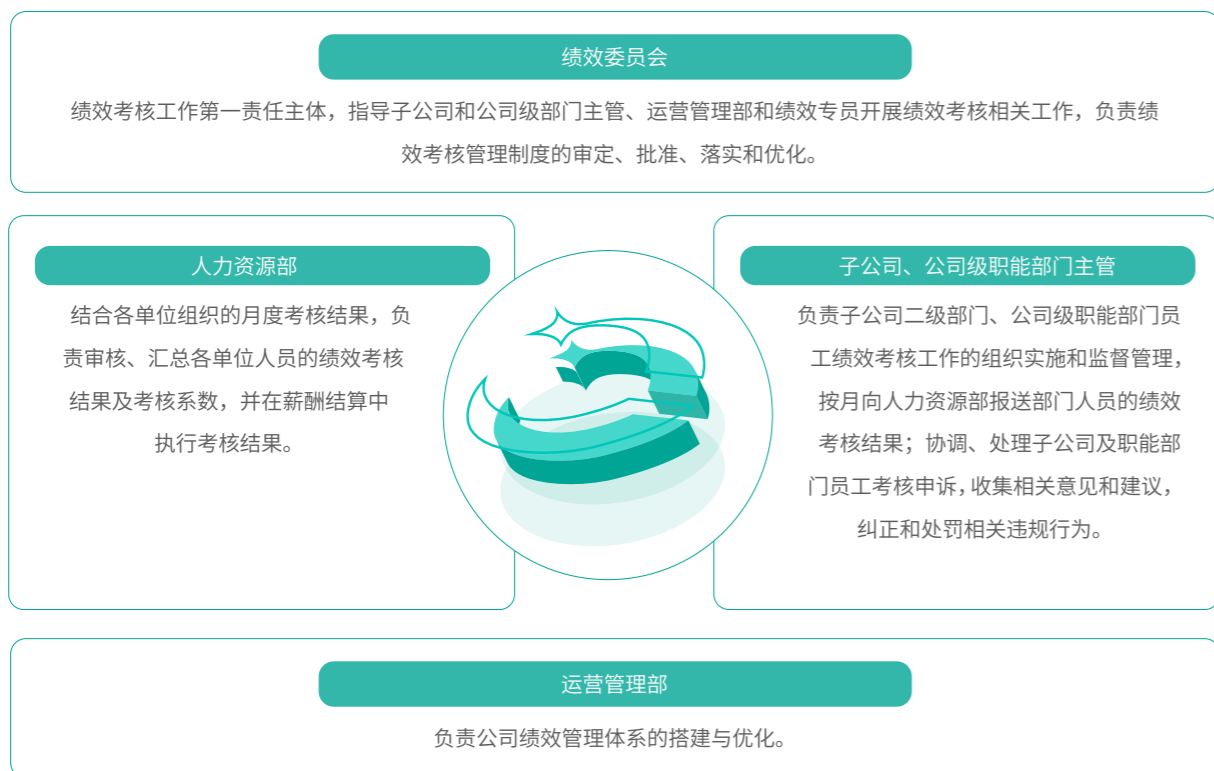 绩效委员会
绩效考核工作第一责任主体，指导子公司和公司级部门主管、运营管理部和绩效专员开展绩效考核相关工作，负责绩
效考核管理制度的审定、批准、落实和优化。
人力资源部
结合各单位组织的月度考核结果，负
责审核、汇总各单位人员的绩效考核
结果及考核系数，并在薪酬结算中
执行考核结果。
子公司、公司级职能部门主管
负责子公司二级部门、公司级职能部门员
工绩效考核工作的组织实施和监督管理，
按月向人力资源部报送部门人员的绩效
考核结果；协调、处理子公司及职能部
门员工考核申诉，收集相关意见和建议，
纠正和处罚相关违规行为。
运营管理部
负责公司绩效管理体系的搭建与优化。